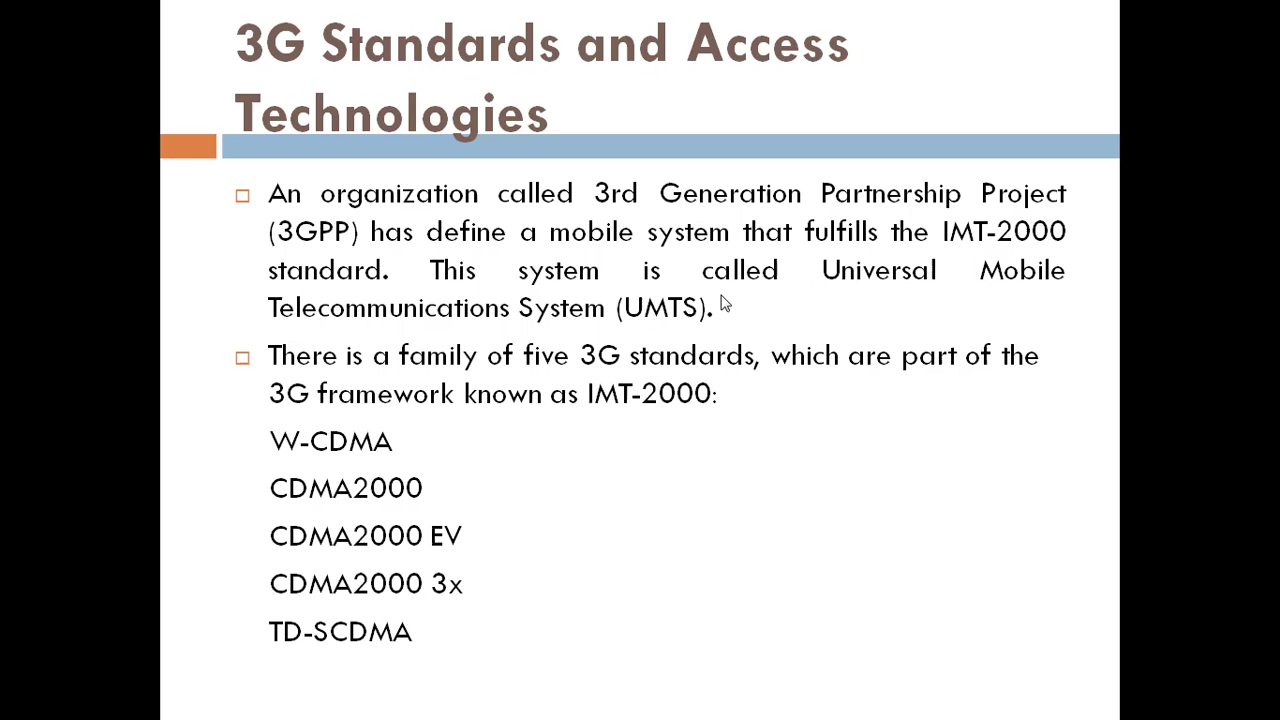 3G Standards and Access
Technologies
An organization called 3rd Generation Partnership Project
(3GPP) has define a mobile system that fulfills the IMT-2000
standard. This system is called Universal Mobile
Telecommunications System (UMTS).
There is a family of five 3G standards, which are part of the
3G framework known as IMT-2000:
W-CDMA
CDMA2000
CDMA2000 EV
CDMA2000 3x
TD-SCDMA